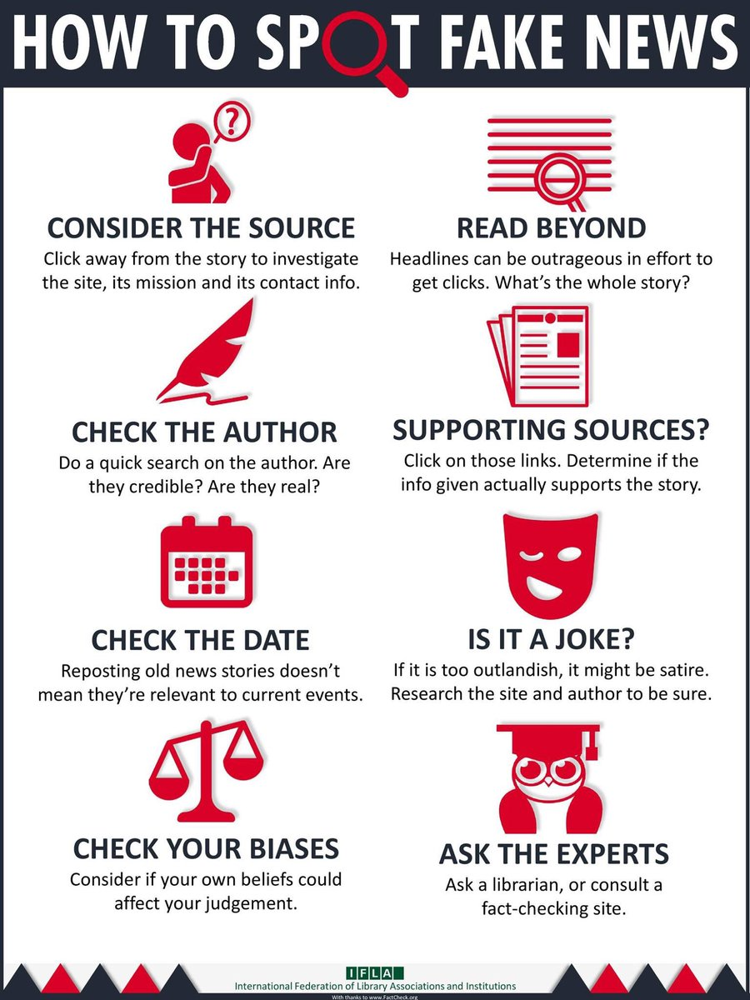 HOW TO SPOT FAKE NEWS
?
CONSIDER THE SOURCE
Click away from the story to investigate
the site, its mission and its contact info.
READ BEYOND
Headlines can be outrageous in effort to
get clicks. What’s the whole story?
CHECK THE AUTHOR
Do a quick search on the author. Are
they credible? Are they real?
SUPPORTING SOURCES?
Click on those links. Determine if the
info given actually supports the story.
CHECK THE DATE
Reposting old news stories doesn’t
mean they’re relevant to current events.
IS IT A JOKE?
If it is too outlandish, it might be satire.
Research the site and author to be sure.
CHECK YOUR BIASES
Consider if your own beliefs could
affect your judgement.
ASK THE EXPERTS
Ask a librarian, or consult a
fact-checking site.
IFLA
International Federation of Library Associations and Institutions
With thanks to www.FactCheck.org